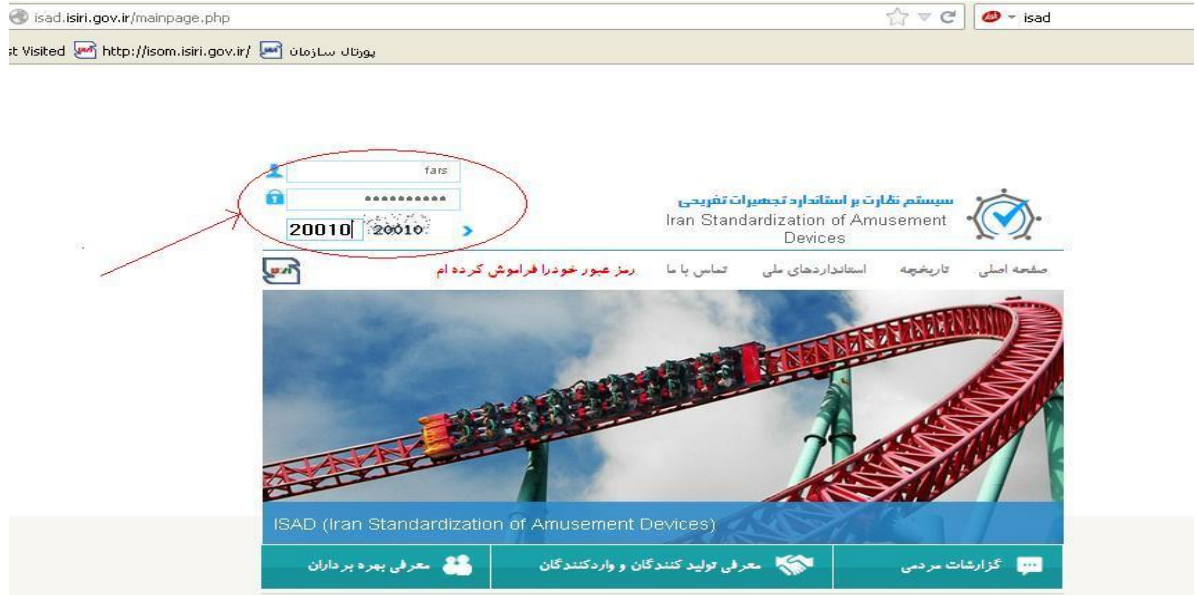 isad.isiri.gov.ir/mainpage.php
isad
st Visited http://isom.isiri.gov.ir/ پورتال سازمان
fars
••••••••••
20010 20010
سیستم نظارت بر استاندارد تجهیزات تفریحی
Iran Standardization of Amusement
Devices
صفحه اصلی تاریخچه استانداردهای ملی تماس با ما رمز عبور خودرا فراموش کرده ام
ISAD (Iran Standardization of Amusement Devices)
گزارشات مردمی معرفی تولید کنندگان و واردکنندگان معرفی بهره برداران